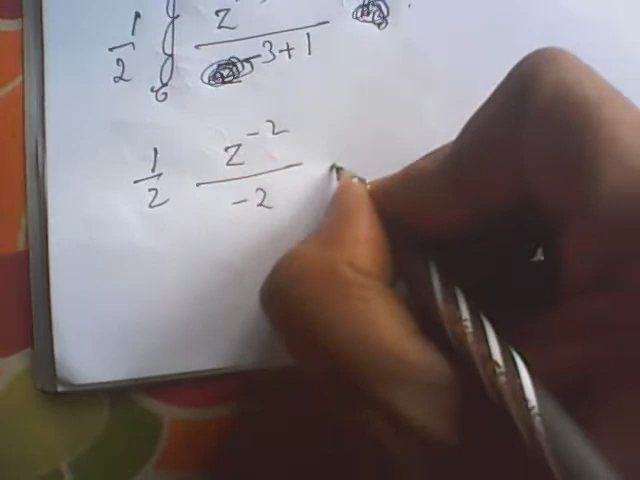 1/2 ∫ z / -3+1
1/2 z^-2 / -2